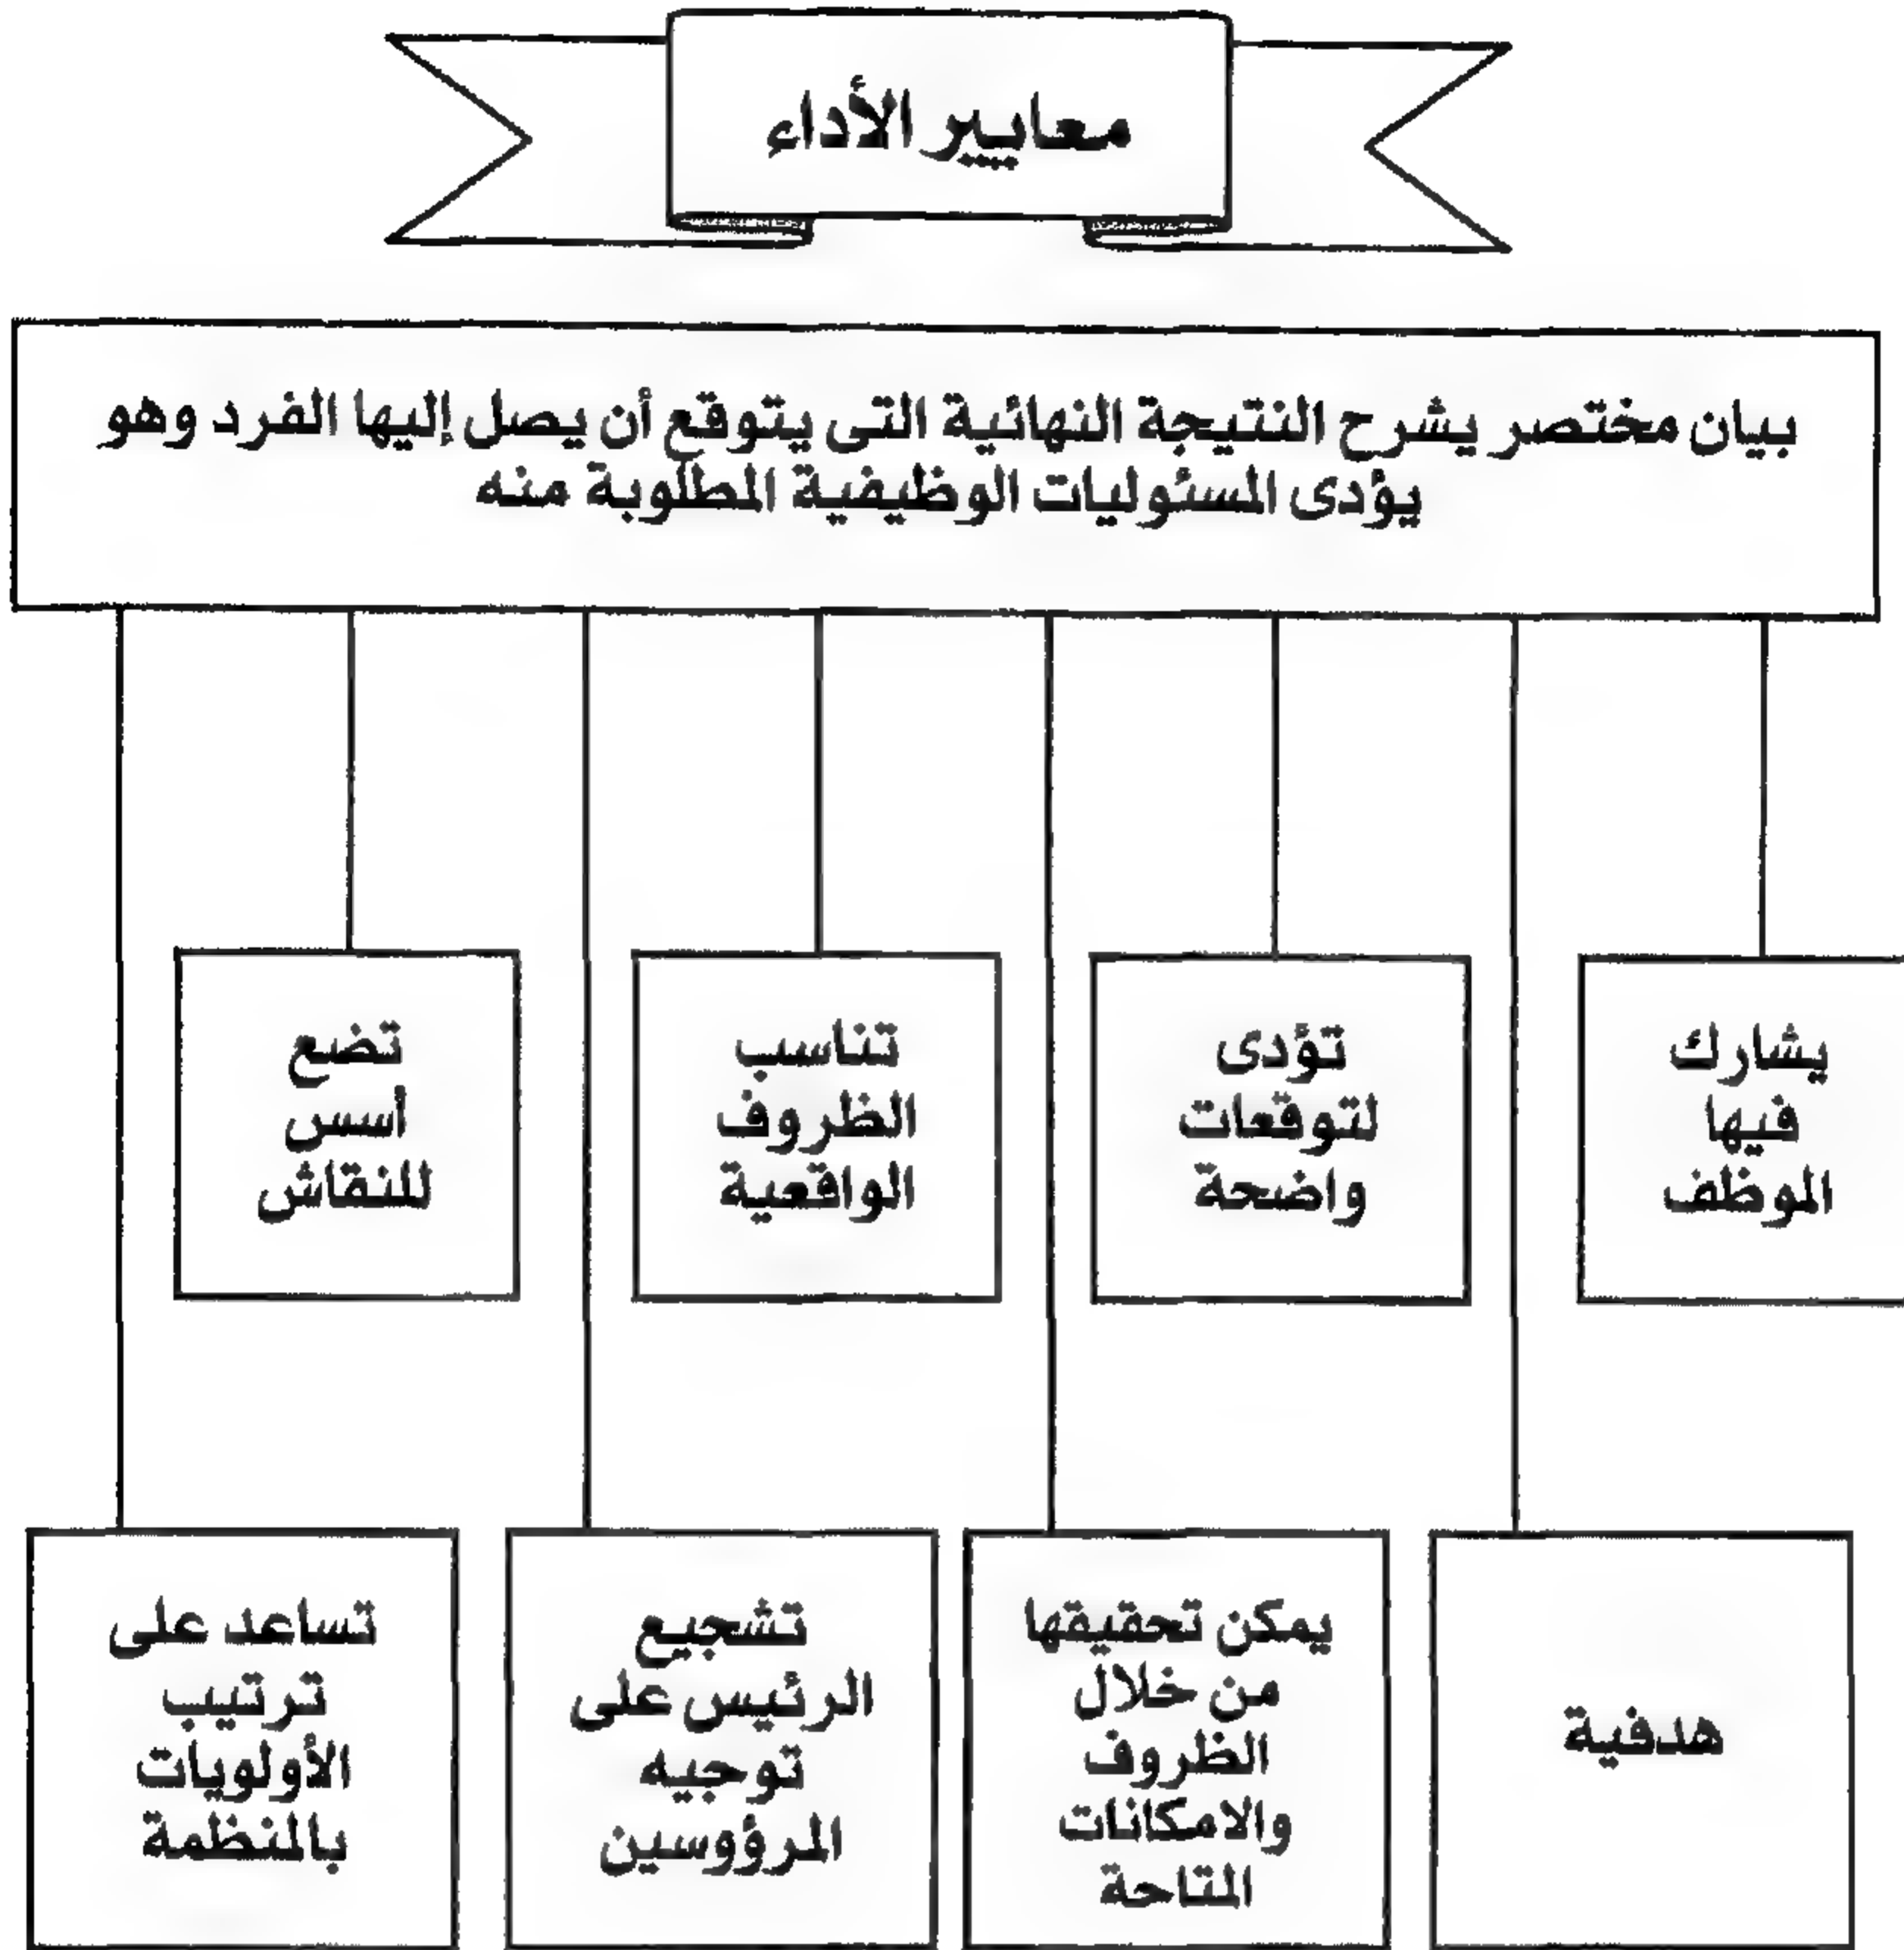 معايير الأداء
بيان مختصر يشرح النتيجة النهائية التى يتوقع أن يصل إليها الفرد وهو
يؤدى المسئوليات الوظيفية المطلوبة منه
يشارك
فيها
الموظف
تؤدى
لتوقعات
واضحة
تناسب
الظروف
الواقعية
تضع
أسس
للنقاش
هدفية
يمكن تحقيقها
من خلال
الظروف
والامكانات
المتاحة
تشجيع
الرئيس على
توجيه
المرؤوسين
تساعد على
ترتيب
الأولويات
بالمنظمة